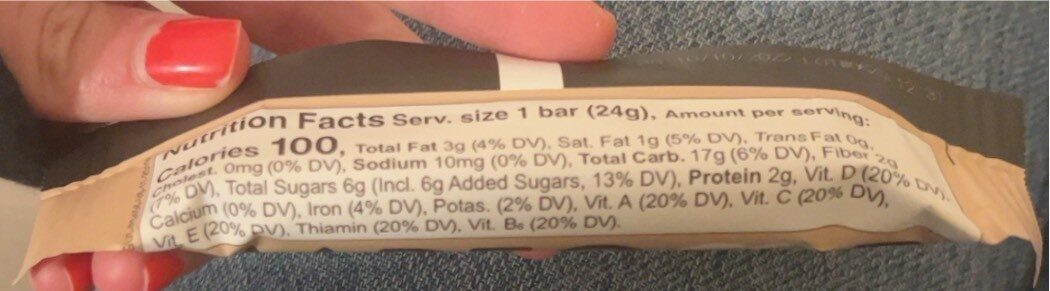 Nutrition Facts Serv. size 1 bar (24g), Amount per serving:
Calories 100, Total Fat 3g (4% DV), Sat. Fat 1g (5% DV), Trans Fat 0g,
Cholest. 0mg (0% DV), Sodium 10mg (0% DV), Total Carb. 17g (6% DV), Fiber 2g
(7% DV), Total Sugars 6g (Incl. 6g Added Sugars, 13% DV), Protein 2g, Vit. D (20% DV),
Calcium (0% DV), Iron (4% DV), Potas. (2% DV), Vit. A (20% DV), Vit. C (20% DV),
Vit. E (20% DV), Thiamin (20% DV), Vit. B₆ (20% DV).